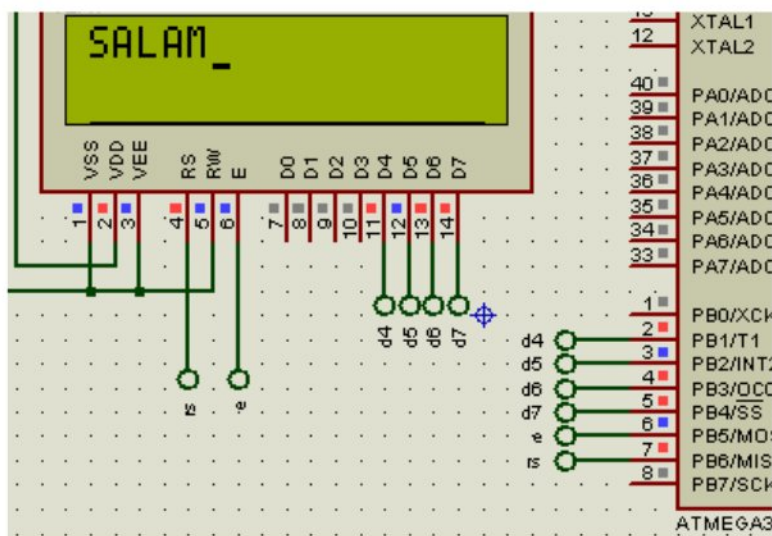 SALAM_
VSS
VDD
VEE
RS
RW
E
D0
D1
D2
D3
D4
D5
D6
D7
1
2
3
4
5
6
7
8
9
10
11
12
13
14
d4
d5
d6
d7
rs
e
XTAL1
12 XTAL2
40 PA0/ADC
39 PA1/ADC
38 PA2/ADC
37 PA3/ADC
36 PA4/ADC
35 PA5/ADC
34 PA6/ADC
33 PA7/ADC
1 PB0/XCK
d4 2 PB1/T1
d5 3 PB2/INT2
d6 4 PB3/OC0
d7 5 PB4/SS
e 6 PB5/MOS
rs 7 PB6/MIS
8 PB7/SCK
ATMEGA3